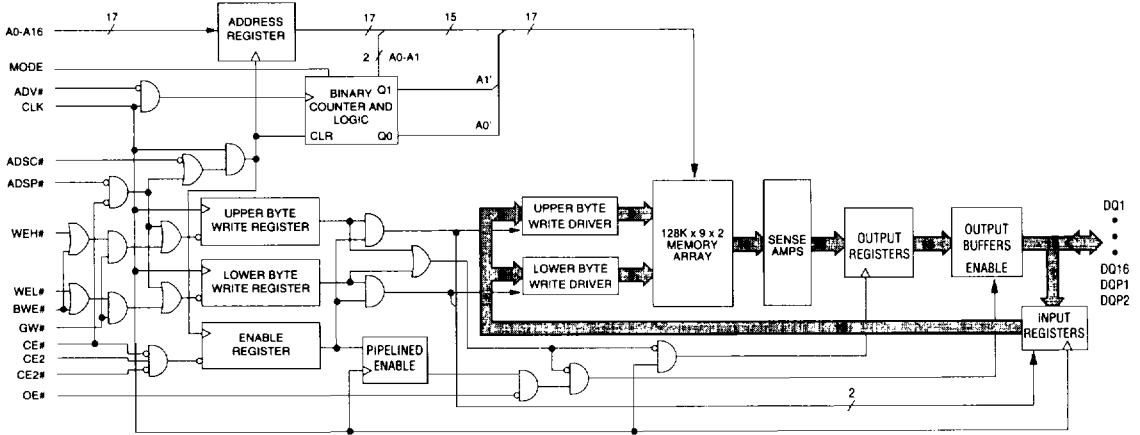 17
A0-A16
ADDRESS
REGISTER
17
15
17
2
A0-A1
MODE
ADV#
CLK
BINARY
COUNTER AND
LOGIC
Q1
Q0
CLR
A1'
A0'
ADSC#
ADSP#
WEH#
WEL#
BWE#
GW#
CE#
CE2
CE2#
OE#
UPPER BYTE
WRITE REGISTER
LOWER BYTE
WRITE REGISTER
ENABLE
REGISTER
PIPELINED
ENABLE
UPPER BYTE
WRITE DRIVER
LOWER BYTE
WRITE DRIVER
128K x 9 x 2
MEMORY
ARRAY
SENSE
AMPS
OUTPUT
REGISTERS
OUTPUT
BUFFERS
ENABLE
INPUT
REGISTERS
2
DQ1
DQ16
DQP1
DQP2